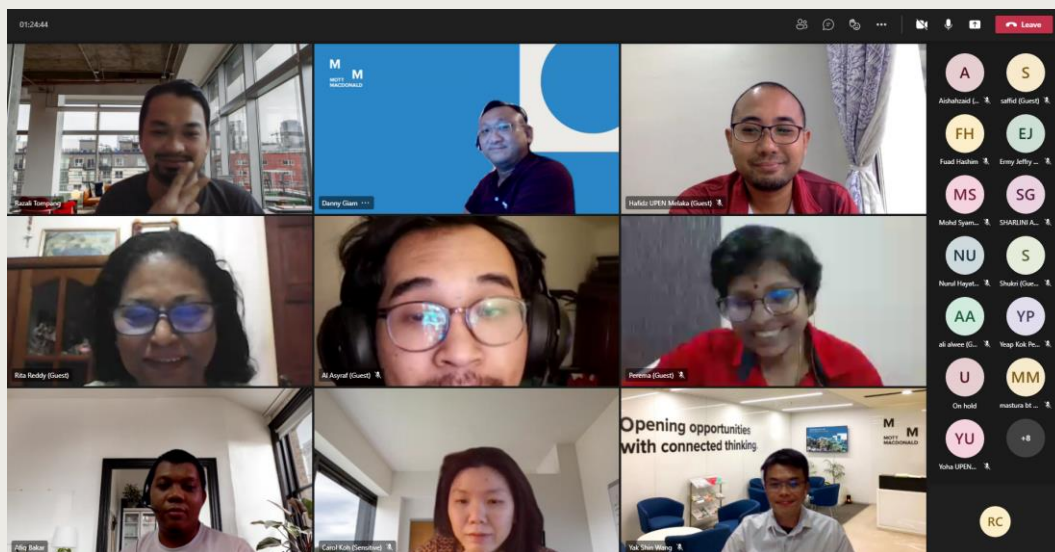 01:24:44
Leave
M
M
MOTT
MACDONALD
Razali Tompang
Danny Giam ···
Hafidz UPEN Melaka (Guest)
Rita Reddy (Guest)
Al Asyraf (Guest)
Perema (Guest)
Opening opportunities
with connected thinking.
M
M
MOTT
MACDONALD
Afiq Bakar
Carol Koh (Sensitive)
Yak Shin Wang
A
Aishahzaid (...
S
saffid (Guest)
FH
Fuad Hashim
EJ
Ermy Jeffry ...
MS
Mohd Syam...
SG
SHARLINI A...
NU
Nurul Hayat...
S
Shukri (Gue...
AA
ali alwee (G...
YP
Yeap Kok Pe...
U
On hold
MM
mastura bt ...
YU
Yoha UPEN...
+8
RC